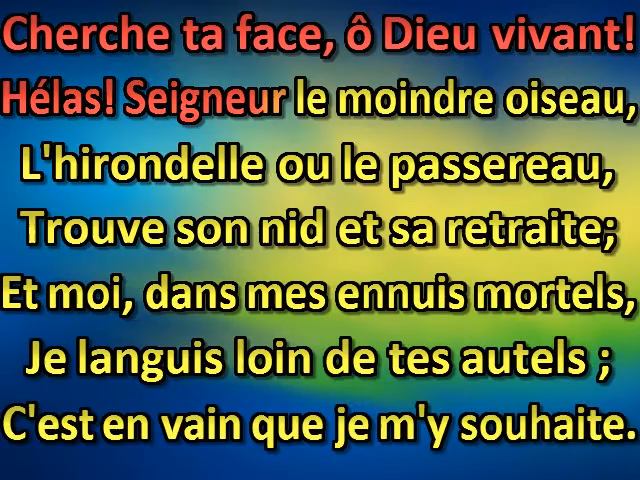 Cherche ta face, ô Dieu vivant!
Hélas! Seigneur le moindre oiseau,
L'hirondelle ou le passereau,
Trouve son nid et sa retraite;
Et moi, dans mes ennuis mortels,
Je languis loin de tes autels ;
C'est en vain que je m'y souhaite.